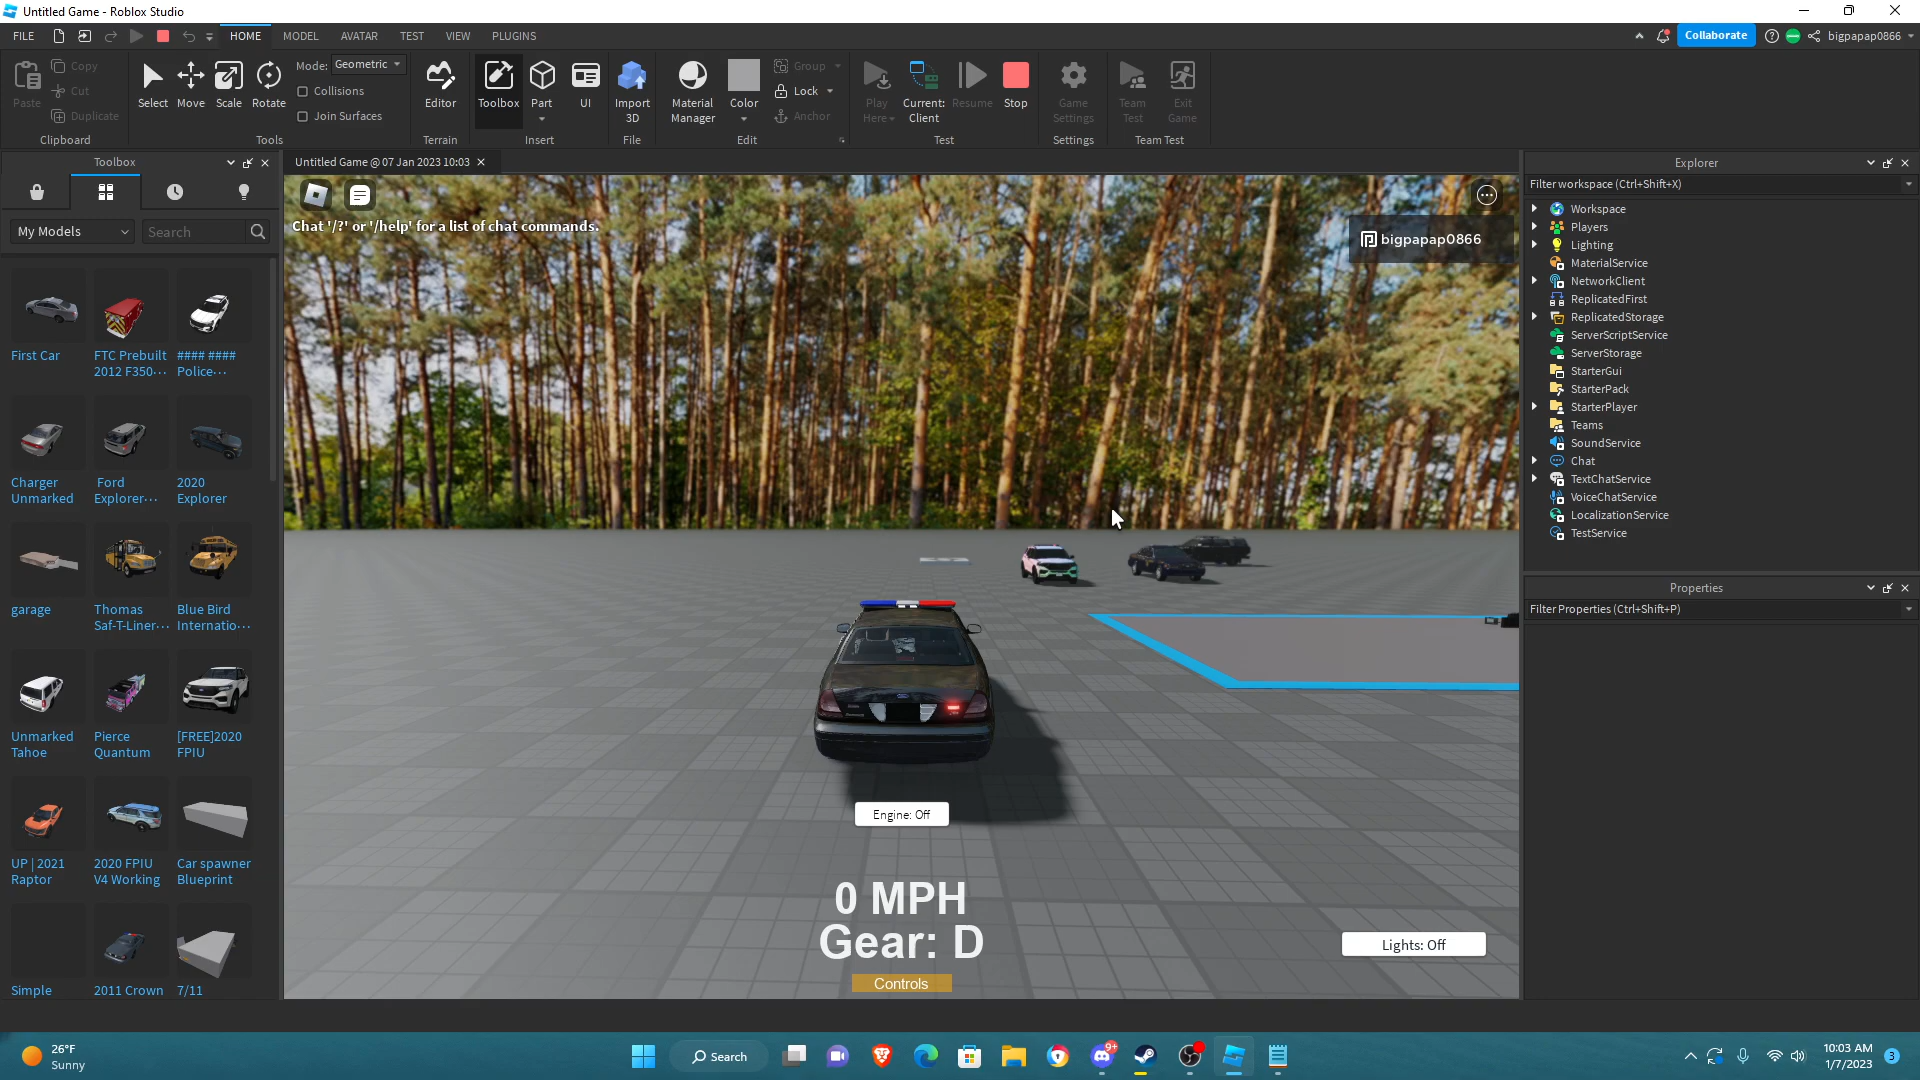 Untitled Game - Roblox Studio
FILE
HOME
MODEL
AVATAR
TEST
VIEW
PLUGINS
Collaborate
bigpapap0866
Paste
Copy
Cut
Duplicate
Clipboard
Select
Move
Scale
Rotate
Mode:
Geometric
Collisions
Join Surfaces
Tools
Editor
Terrain
Toolbox
Part
UI
Insert
Import
3D
File
Material
Manager
Color
Group
Lock
Anchor
Edit
Play
Here
Current:
Client
Resume
Stop
Test
Game
Settings
Settings
Team
Test
Exit
Game
Team Test
Toolbox
Untitled Game @ 07 Jan 2023 10:03
My Models
Search
First Car
FTC Prebuilt
2012 F350...
#### ####
Police...
Charger
Unmarked
Ford
Explorer...
2020
Explorer
garage
Thomas
Saf-T-Liner...
Blue Bird
Internatio...
Unmarked
Tahoe
Pierce
Quantum
[FREE]2020
FPIU
UP | 2021
Raptor
2020 FPIU
V4 Working
Car spawner
Blueprint
Simple
2011 Crown
7/11
Chat '/?' or '/help' for a list of chat commands.
bigpapap0866
Engine: Off
0 MPH
Gear: D
Controls
Lights: Off
Explorer
Filter workspace (Ctrl+Shift+X)
Workspace
Players
Lighting
MaterialService
NetworkClient
ReplicatedFirst
ReplicatedStorage
ServerScriptService
ServerStorage
StarterGui
StarterPack
StarterPlayer
Teams
SoundService
Chat
TextChatService
VoiceChatService
LocalizationService
TestService
Properties
Filter Properties (Ctrl+Shift+P)
26°F
Sunny
Search
9+
10:03 AM
1/7/2023
3